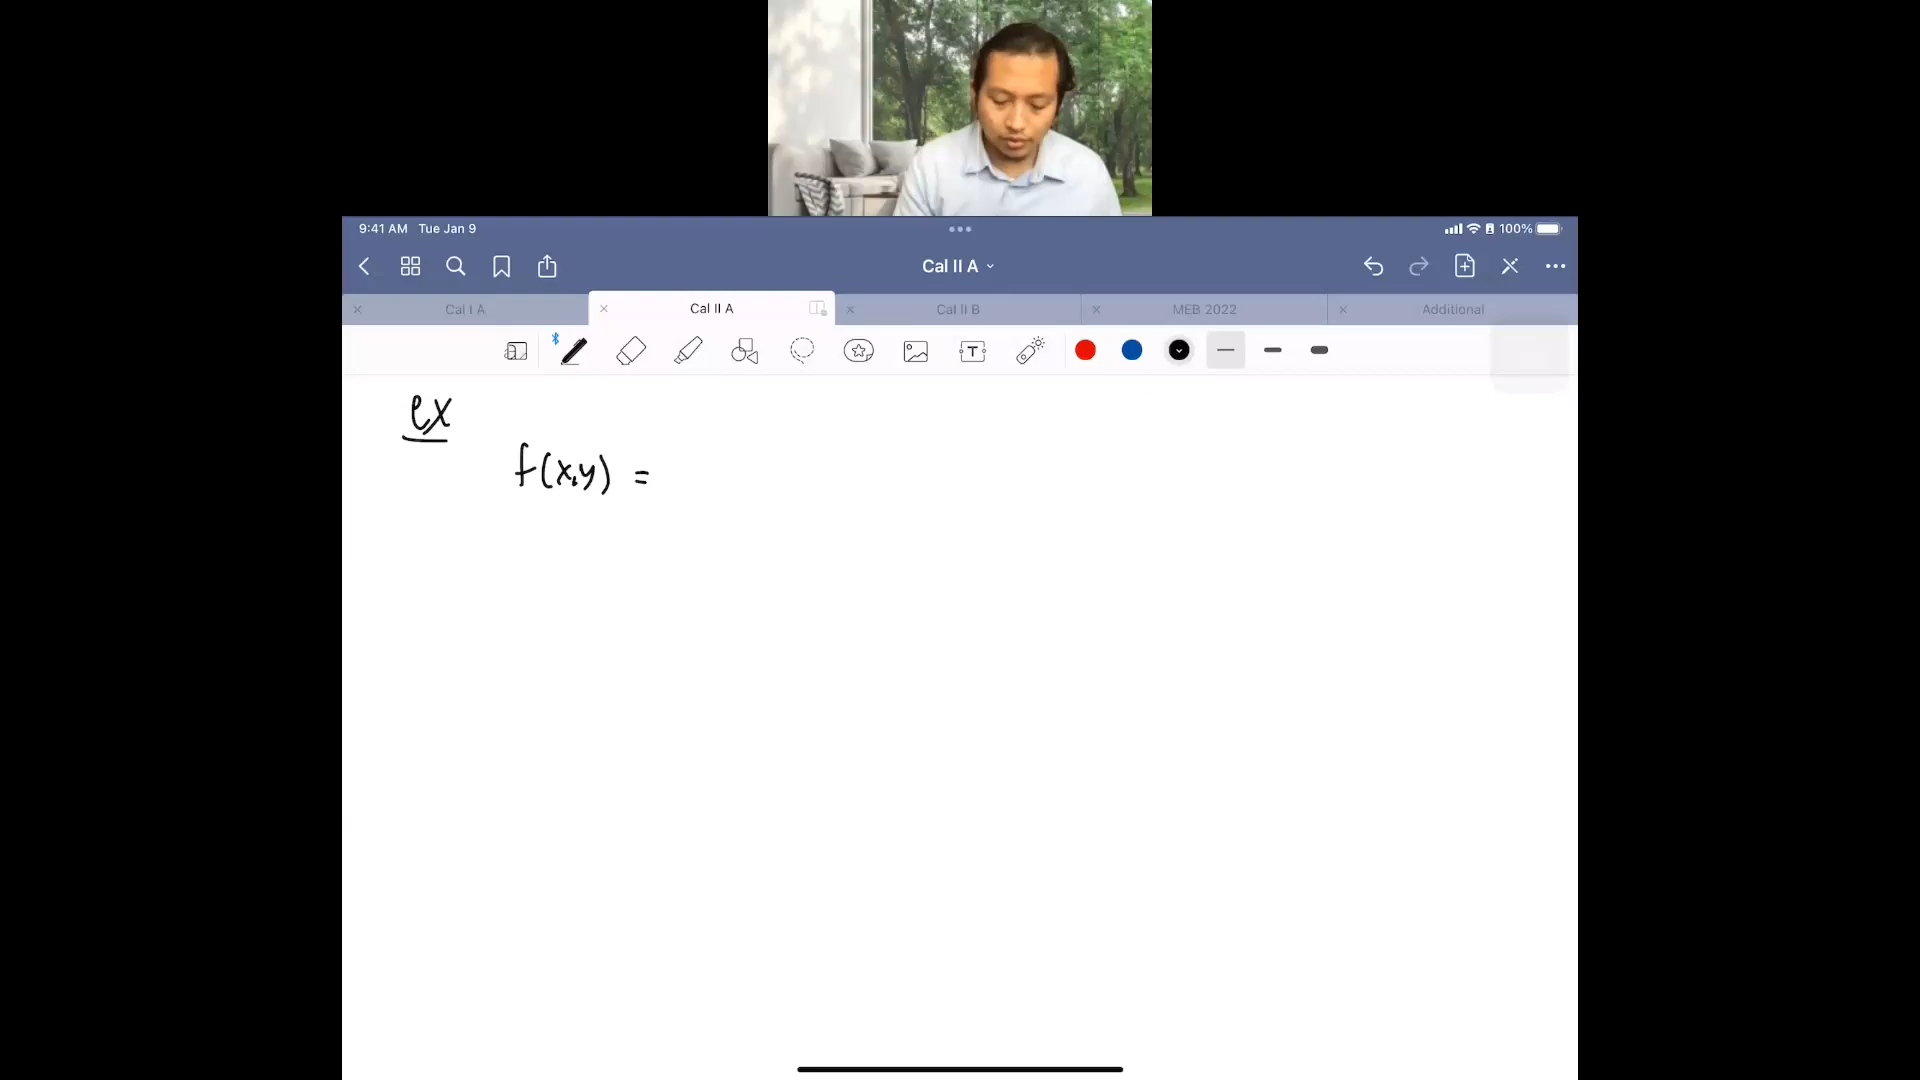 9:41 AM Tue Jan 9
100%
Cal II A
Cal I A
Cal II A
Cal II B
MEB 2022
Additional
T
ex
f(x,y) =